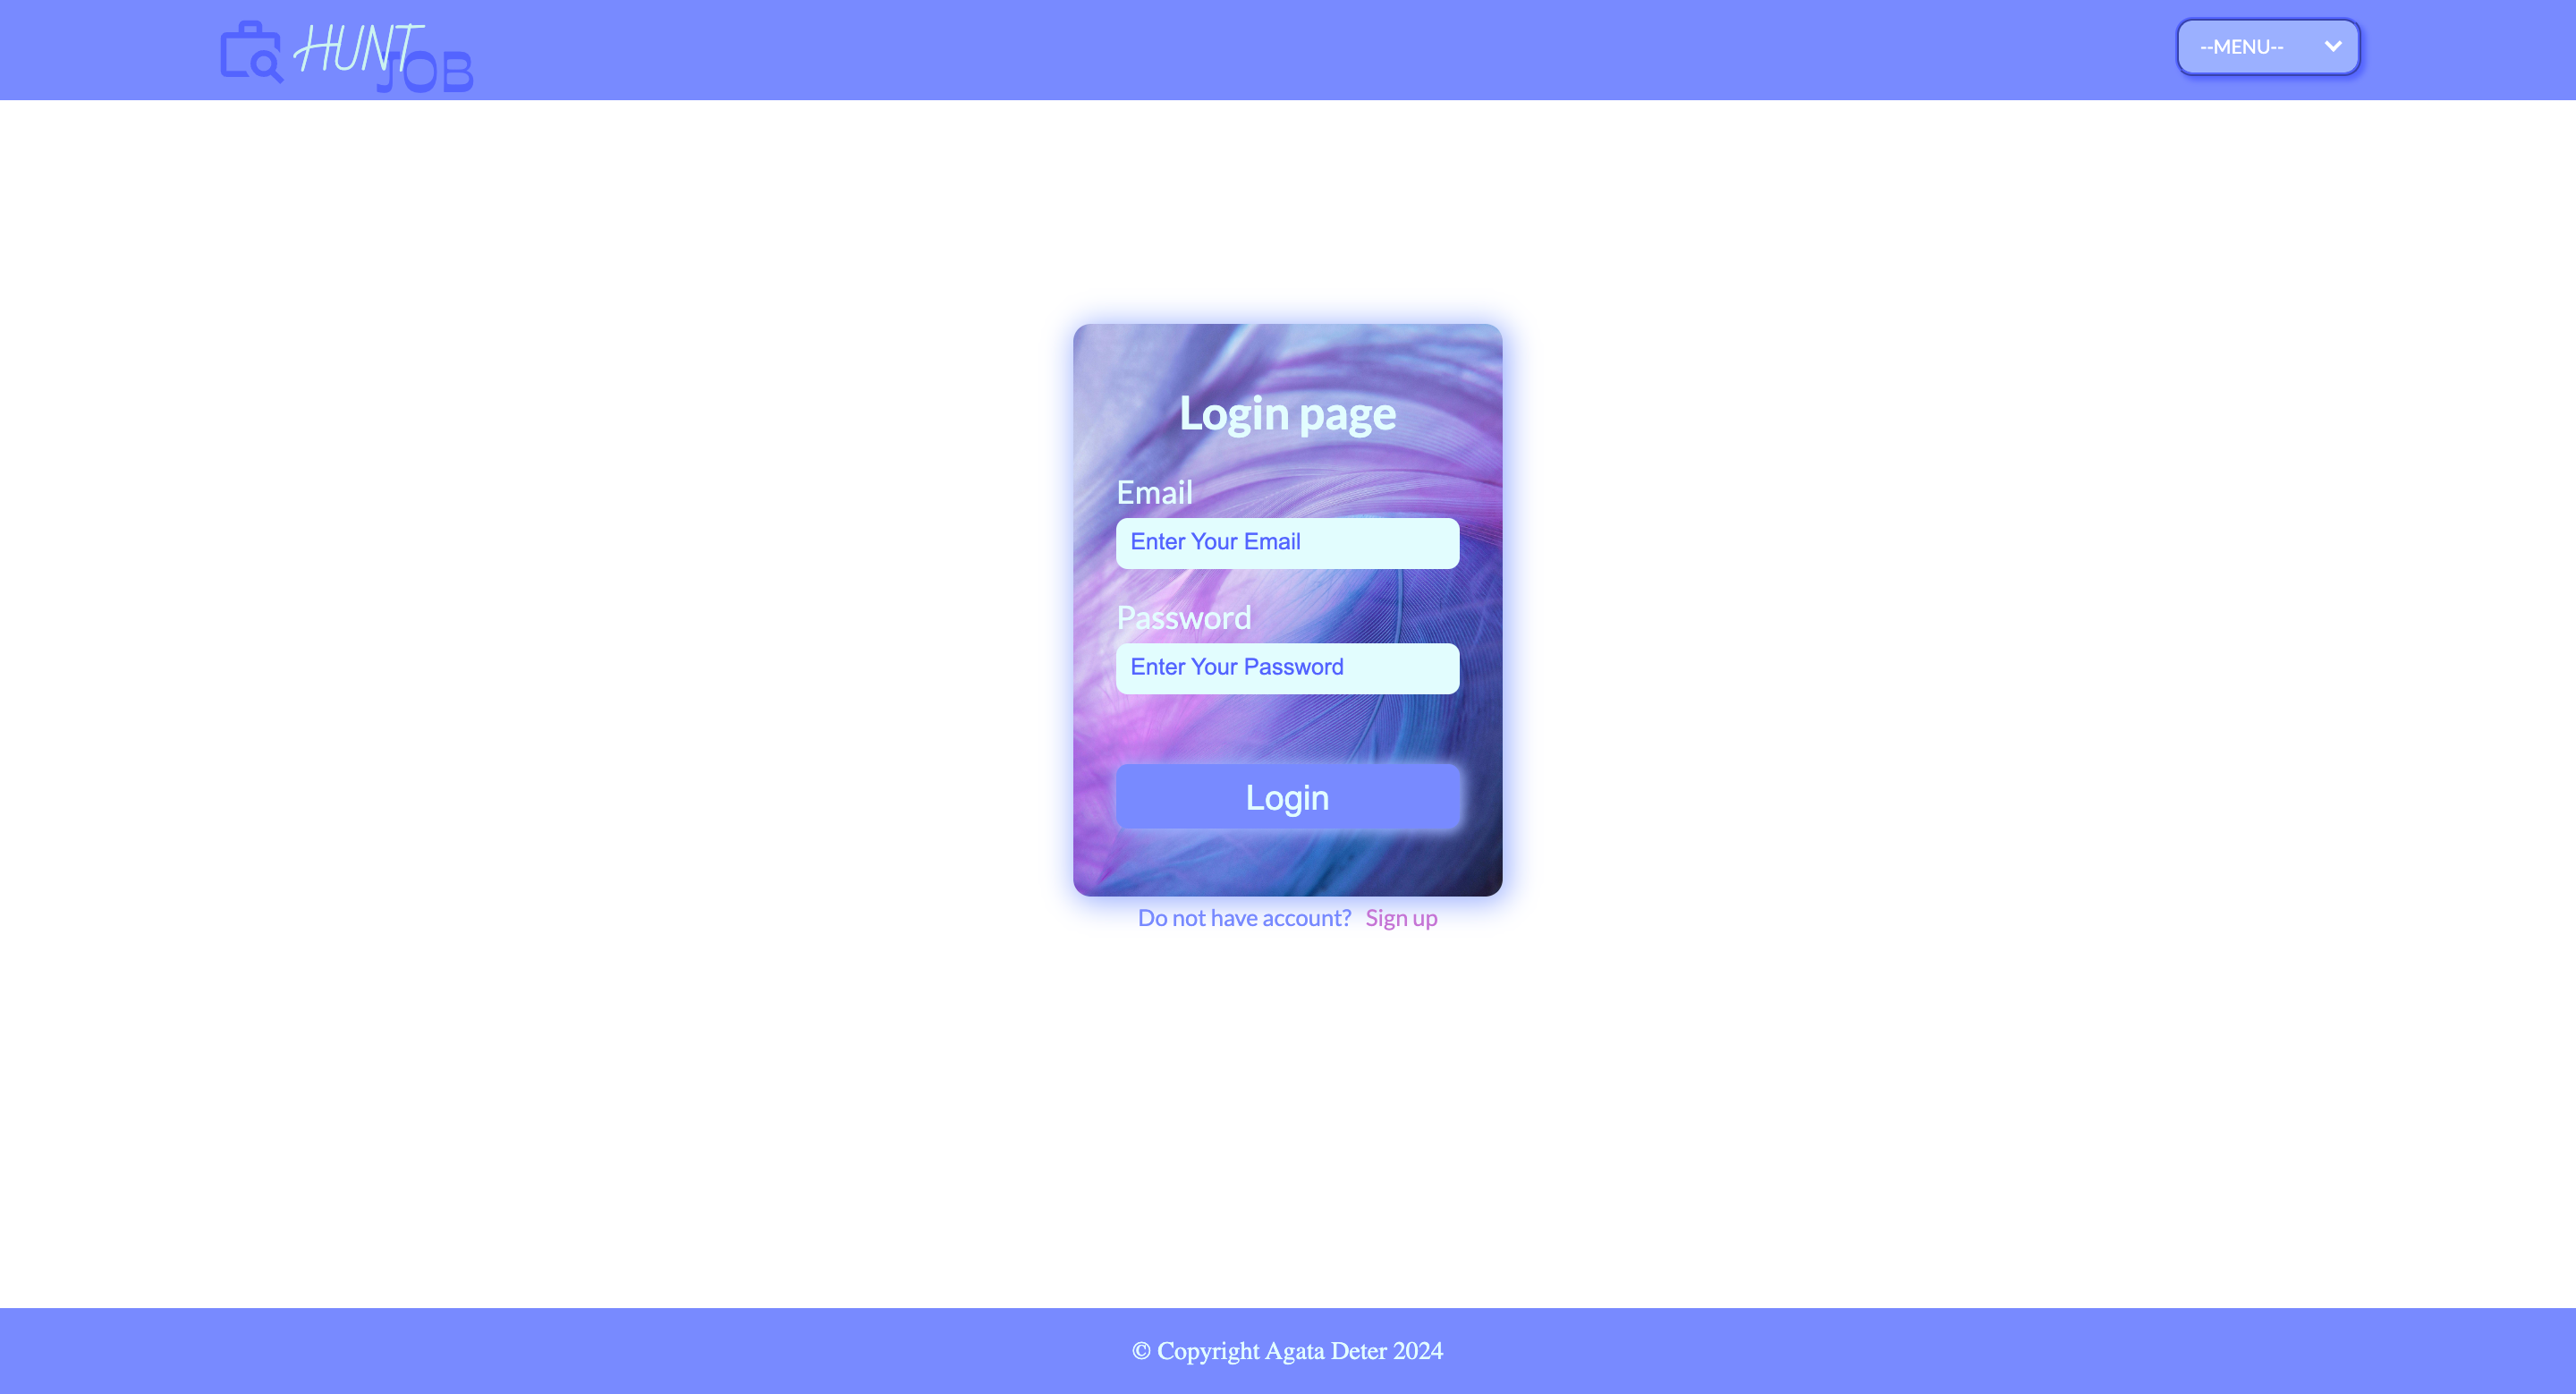 HUNT
JOB
--MENU--
Login page
Email
Enter Your Email
Password
Enter Your Password
Login
Do not have account? Sign up
© Copyright Agata Deter 2024